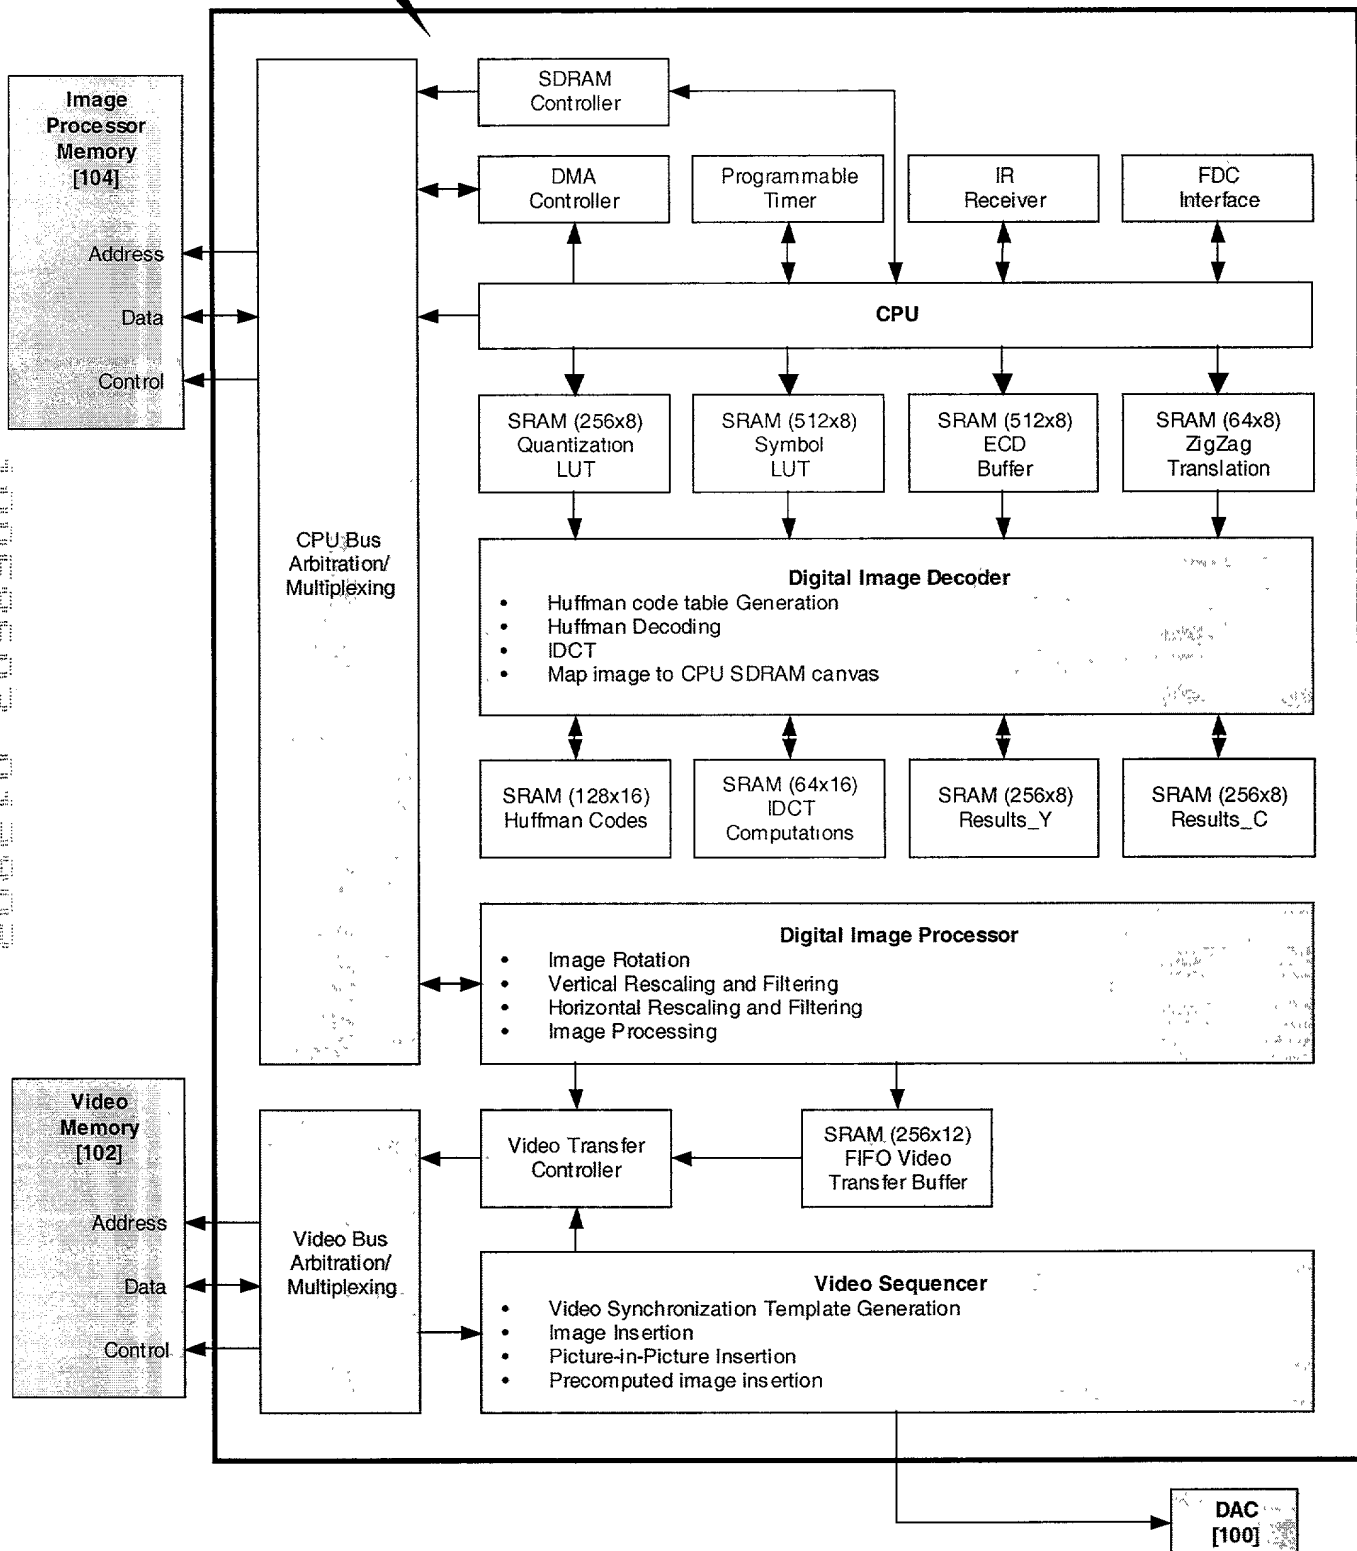 SDRAM
Controller
Image
Processor
Memory
[104]
Address
Data
Control
DMA
Controller
Programmable
Timer
IR
Receiver
FDC
Interface
CPU
SRAM (256x8)
Quantization
LUT
SRAM (512x8)
Symbol
LUT
SRAM (512x8)
ECD
Buffer
SRAM (64x8)
ZigZag
Translation
CPU Bus
Arbitration/
Multiplexing
Digital Image Decoder
• Huffman code table Generation
• Huffman Decoding
• IDCT
• Map image to CPU SDRAM canvas
SRAM (128x16)
Huffman Codes
SRAM (64x16)
IDCT
Computations
SRAM (256x8)
Results_Y
SRAM (256x8)
Results_C
Digital Image Processor
• Image Rotation
• Vertical Rescaling and Filtering
• Horizontal Rescaling and Filtering
• Image Processing
Video
Memory
[102]
Address
Data
Control
Video Transfer
Controller
SRAM (256x12)
FIFO Video
Transfer Buffer
Video Bus
Arbitration/
Multiplexing
Video Sequencer
• Video Synchronization Template Generation
• Image Insertion
• Picture-in-Picture Insertion
• Precomputed image insertion
DAC
[100]